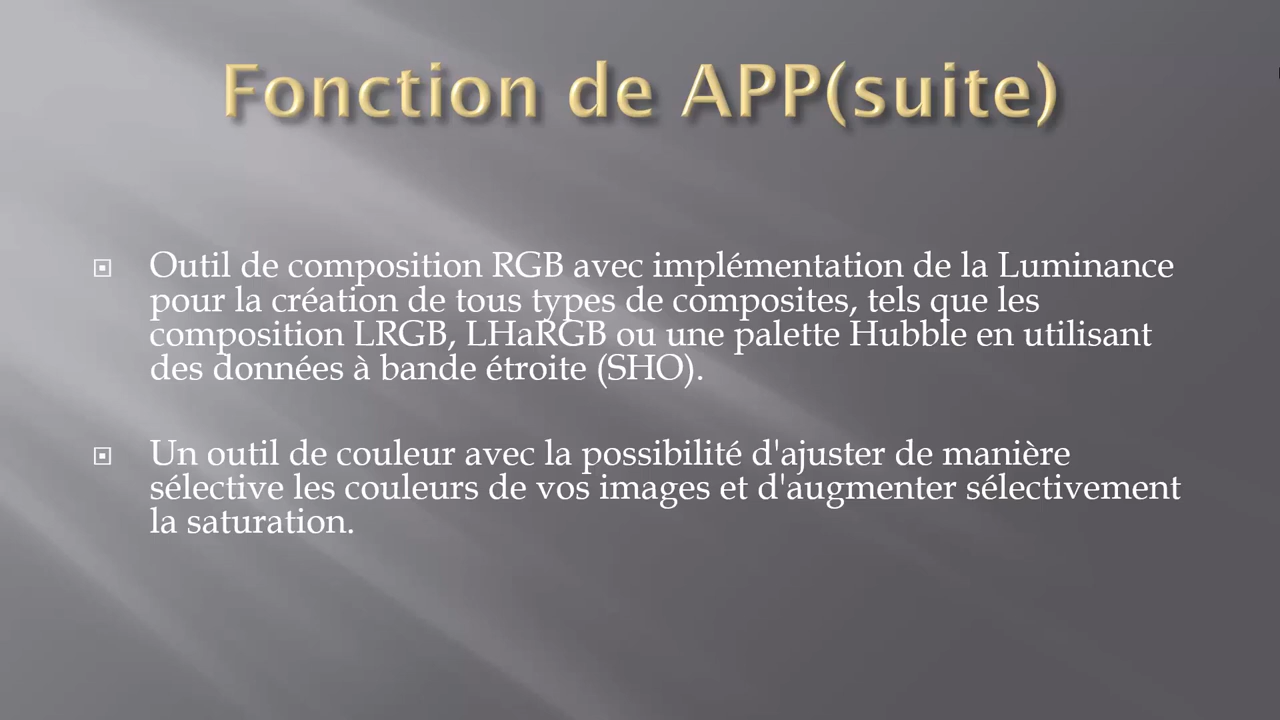 Fonction de APP(suite)
Outil de composition RGB avec implémentation de la Luminance
pour la création de tous types de composites, tels que les
composition LRGB, LHaRGB ou une palette Hubble en utilisant
des données à bande étroite (SHO).
Un outil de couleur avec la possibilité d'ajuster de manière
sélective les couleurs de vos images et d'augmenter sélectivement
la saturation.